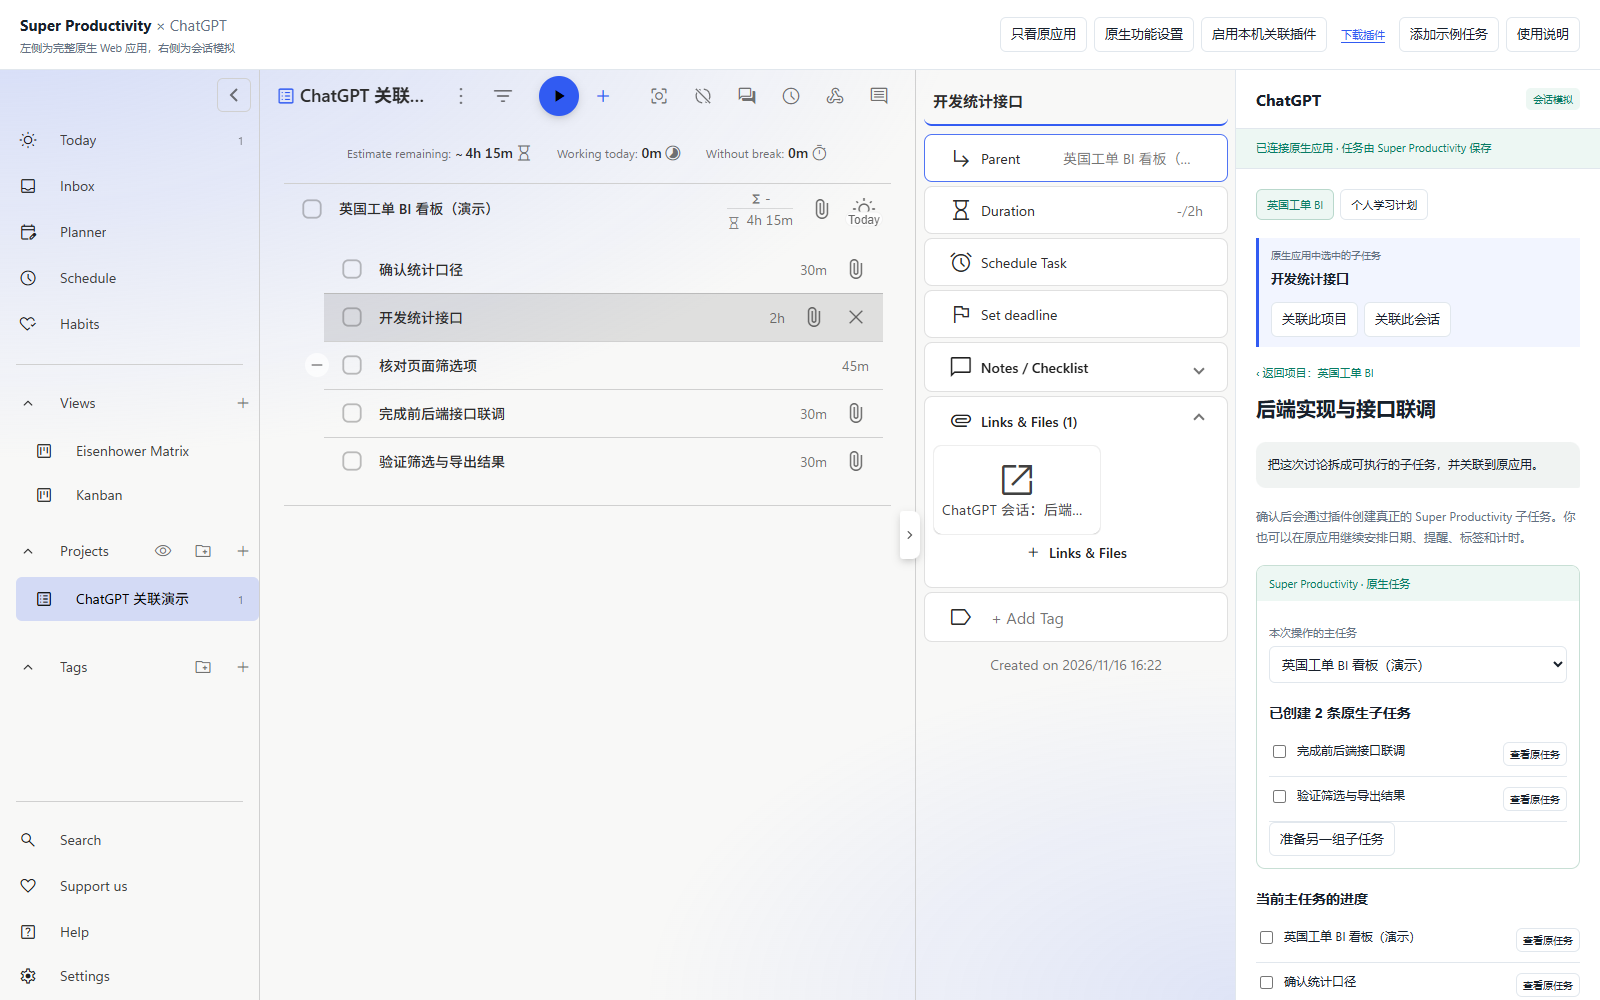 Super Productivity × ChatGPT
左侧为完整原生 Web 应用，右侧为会话模拟
只看原应用
原生功能设置
启用本机关联插件
下载插件
添加示例任务
使用说明
Today 1
Inbox
Planner
Schedule
Habits
Views
Eisenhower Matrix
Kanban
Projects
ChatGPT 关联演示 1
Tags
Search
Support us
Help
Settings
ChatGPT 关联...
Estimate remaining: ~ 4h 15m
Working today: 0m
Without break: 0m
英国工单 BI 看板（演示）
Σ -
4h 15m
Today
确认统计口径 30m
开发统计接口 2h
核对页面筛选项 45m
完成前后端接口联调 30m
验证筛选与导出结果 30m
开发统计接口
Parent 英国工单 BI 看板（...
Duration -/2h
Schedule Task
Set deadline
Notes / Checklist
Links & Files (1)
ChatGPT 会话：后端...
+ Links & Files
+ Add Tag
Created on 2026/11/16 16:22
ChatGPT
会话模拟
已连接原生应用 · 任务由 Super Productivity 保存
英国工单 BI
个人学习计划
原生应用中选中的子任务
开发统计接口
关联此项目
关联此会话
‹ 返回项目：英国工单 BI
后端实现与接口联调
把这次讨论拆成可执行的子任务，并关联到原应用。
确认后会通过插件创建真正的 Super Productivity 子任务。你
也可以在原应用继续安排日期、提醒、标签和计时。
Super Productivity · 原生任务
本次操作的主任务
英国工单 BI 看板（演示）
已创建 2 条原生子任务
完成前后端接口联调 查看原任务
验证筛选与导出结果 查看原任务
准备另一组子任务
当前主任务的进度
英国工单 BI 看板（演示） 查看原任务
确认统计口径 查看原任务